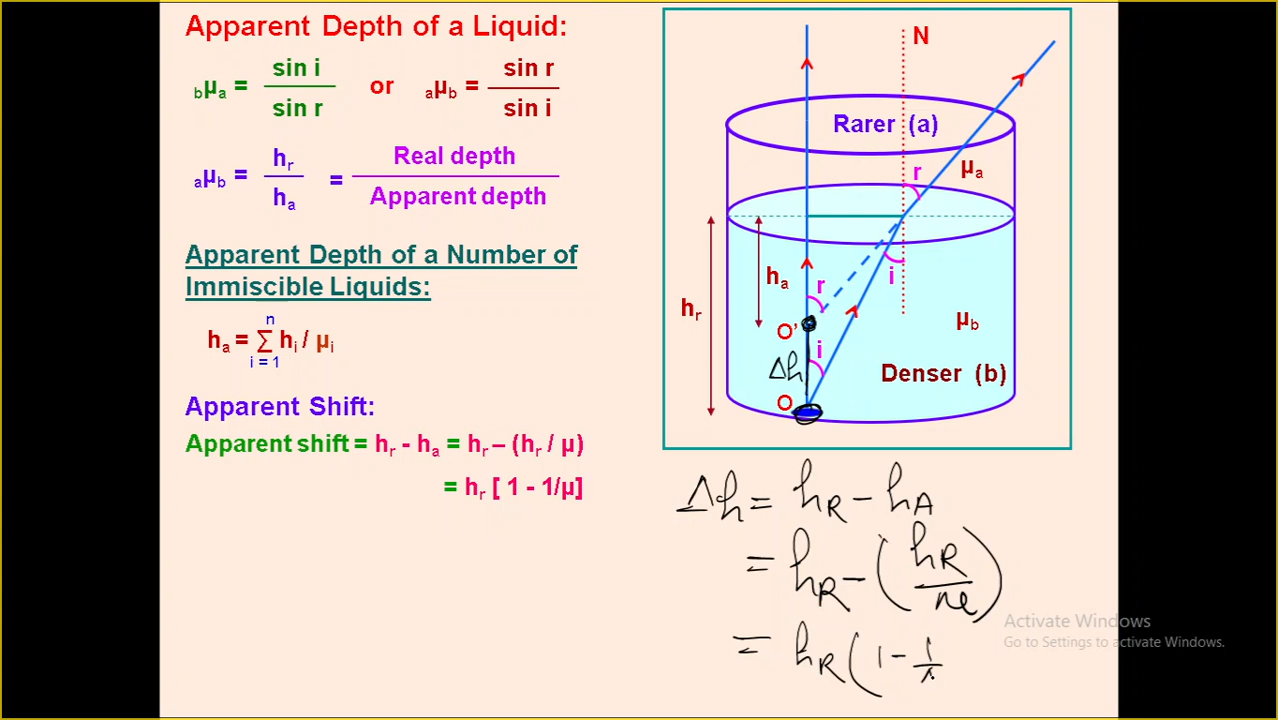 Apparent Depth of a Liquid:
bμa = sin i / sin r or aμb = sin r / sin i
aμb = hr / ha = Real depth / Apparent depth
Apparent Depth of a Number of
Immiscible Liquids:
ha = n ∑ i = 1 hi / μi
Apparent Shift:
Apparent shift = hr - ha = hr – (hr / μ)
= hr [ 1 - 1/μ]
N
Rarer (a)
μa
r
ha
r
i
hr
O’
i
μb
Δh
Denser (b)
O
Δh = hR – hA
= hR – (hR / )
= hR (1 – 1/
Activate Windows
Go to Settings to activate Windows.